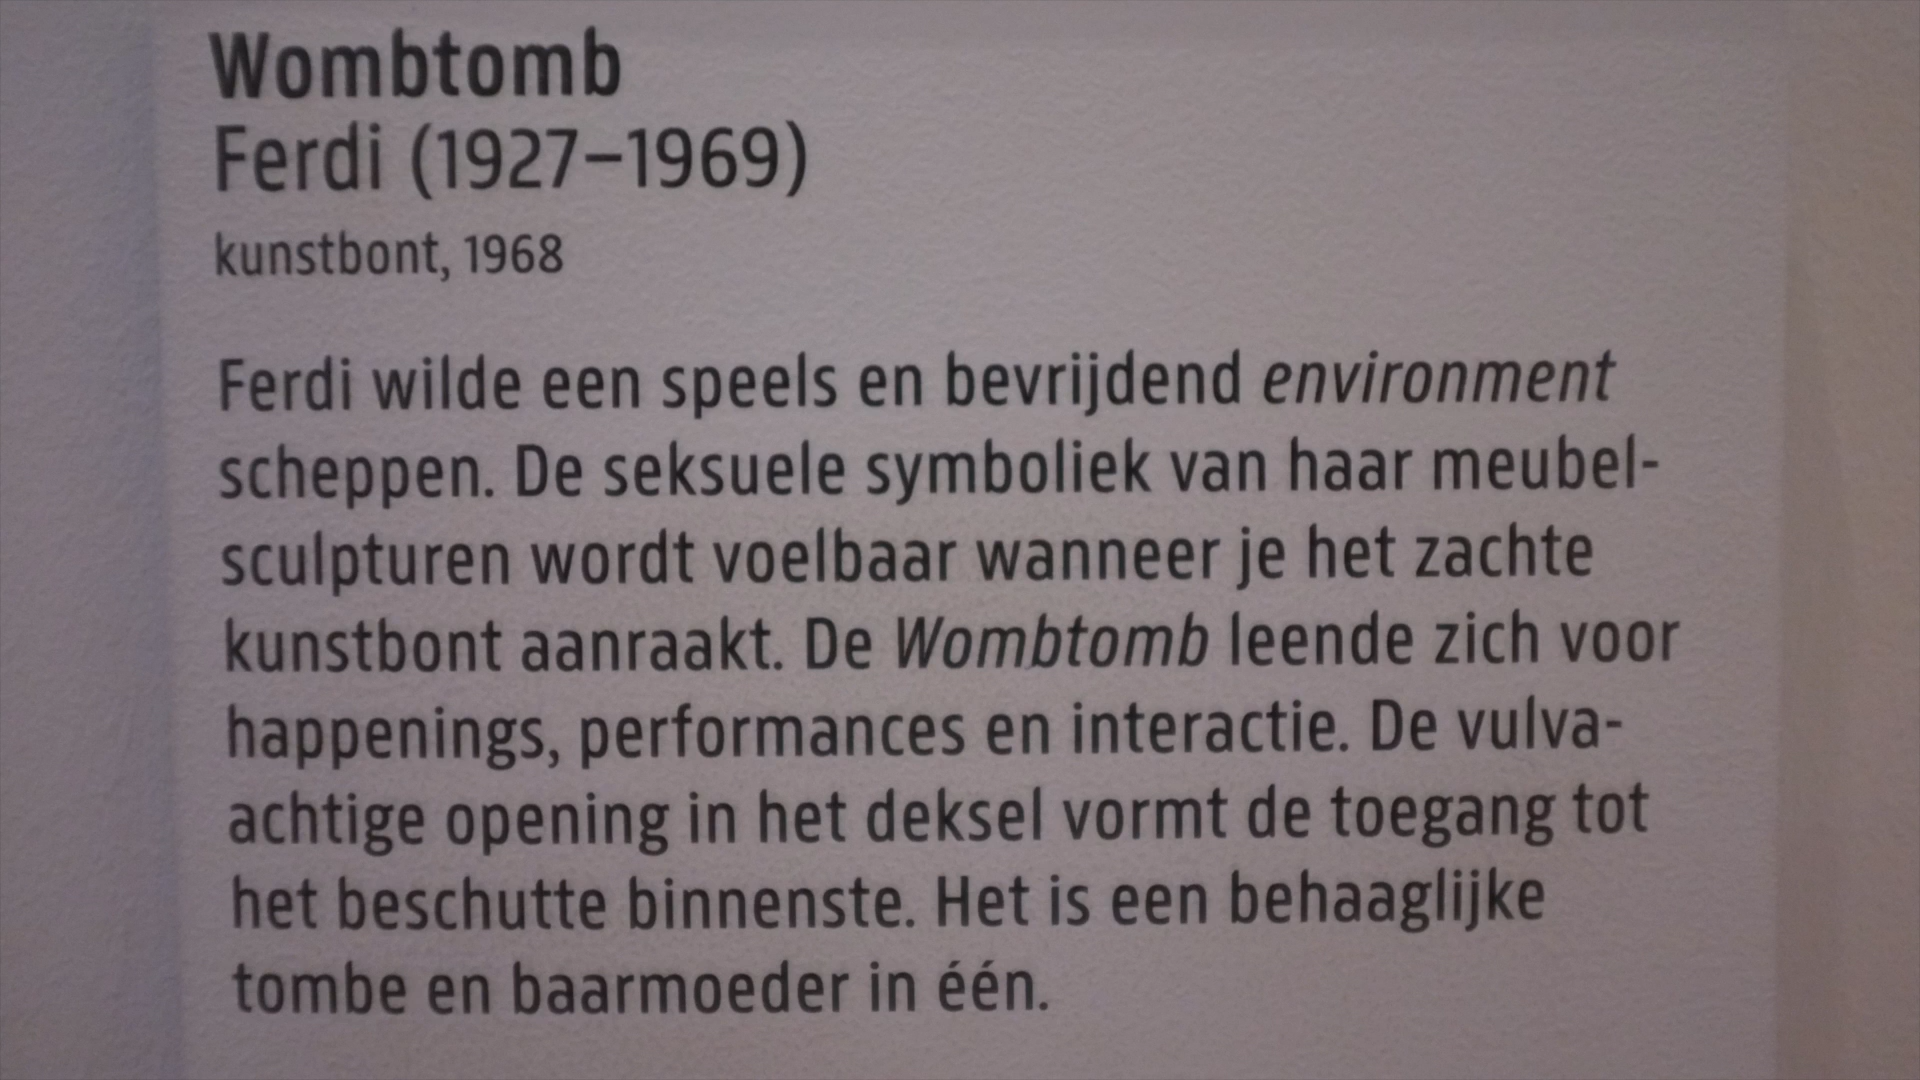 Wombtomb
Ferdi (1927–1969)
kunstbont, 1968
Ferdi wilde een speels en bevrijdend environment
scheppen. De seksuele symboliek van haar meubel-
sculpturen wordt voelbaar wanneer je het zachte
kunstbont aanraakt. De Wombtomb leende zich voor
happenings, performances en interactie. De vulva-
achtige opening in het deksel vormt de toegang tot
het beschutte binnenste. Het is een behaaglijke
tombe en baarmoeder in één.